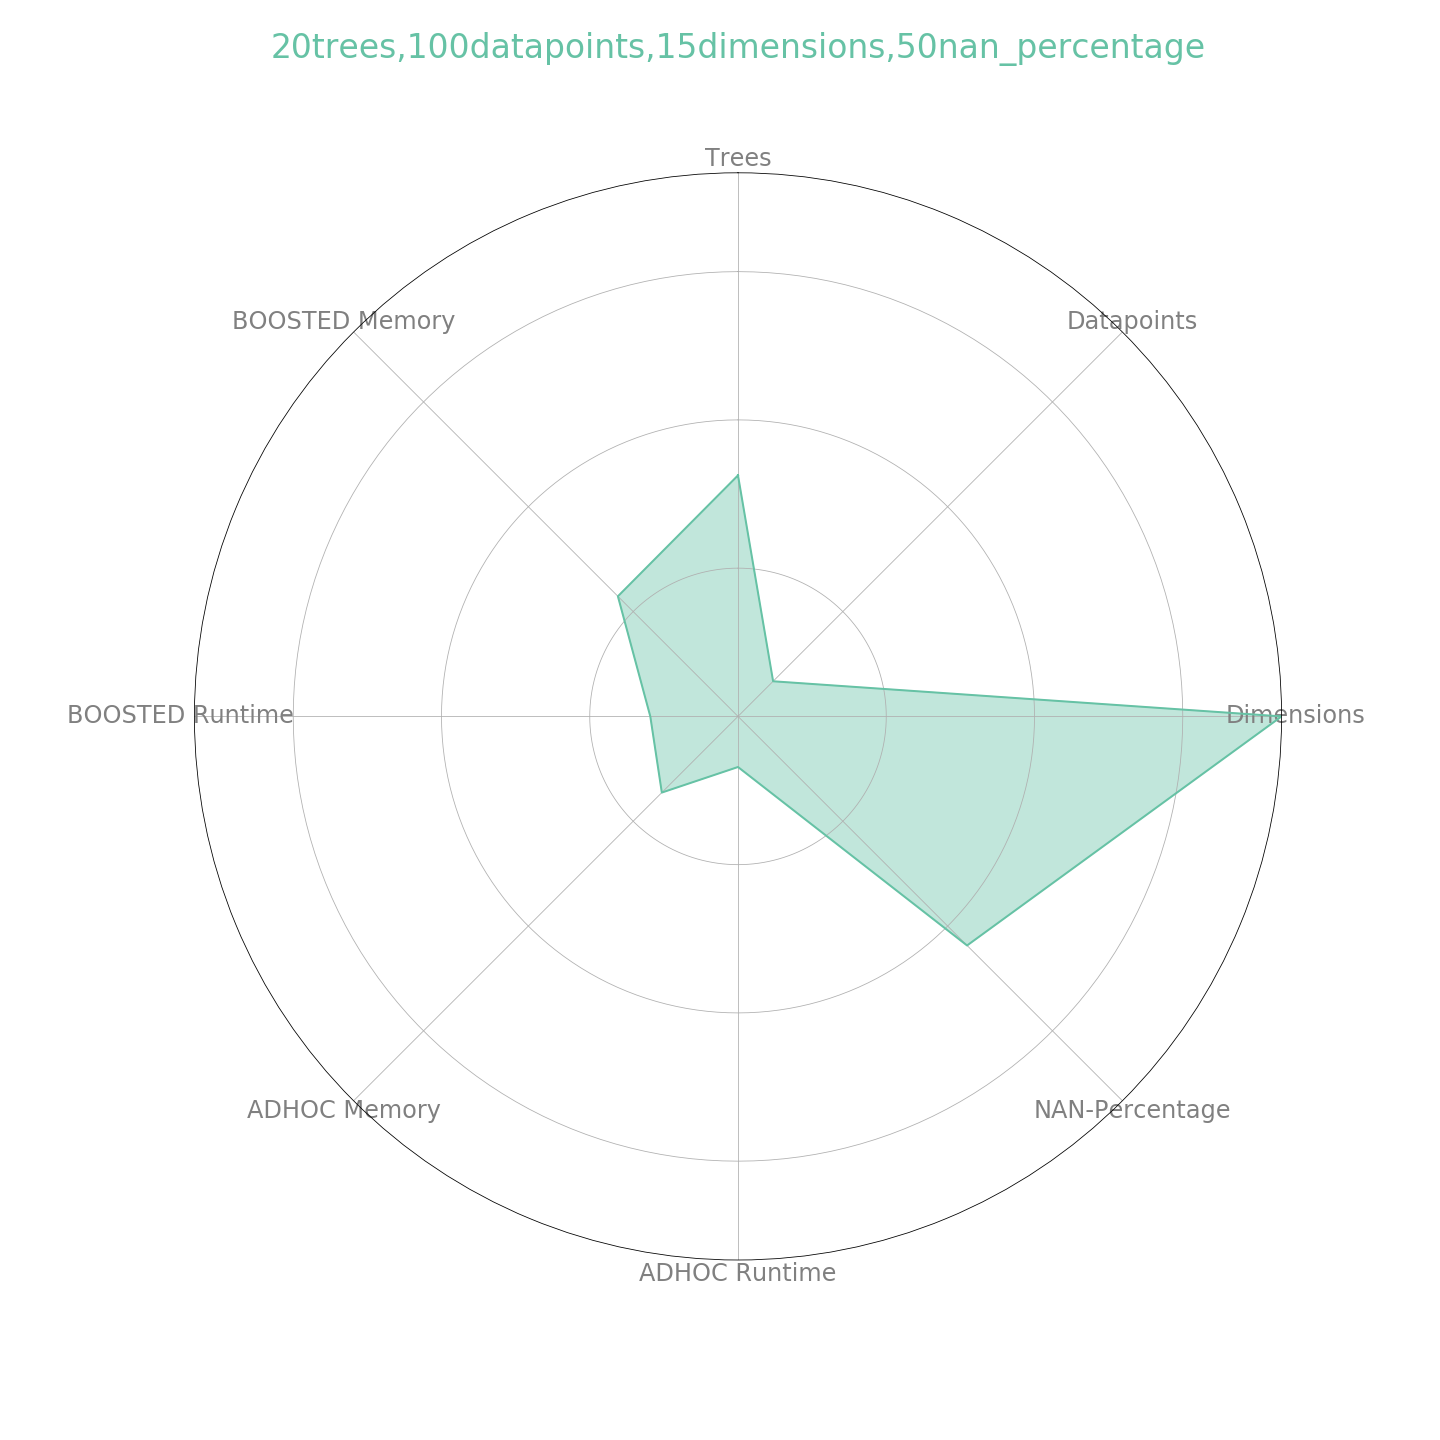 20trees,100datapoints,15dimensions,50nan_percentage
Trees
BOOSTED Memory
Datapoints
BOOSTED Runtime
Dimensions
ADHOC Memory
NAN-Percentage
ADHOC Runtime